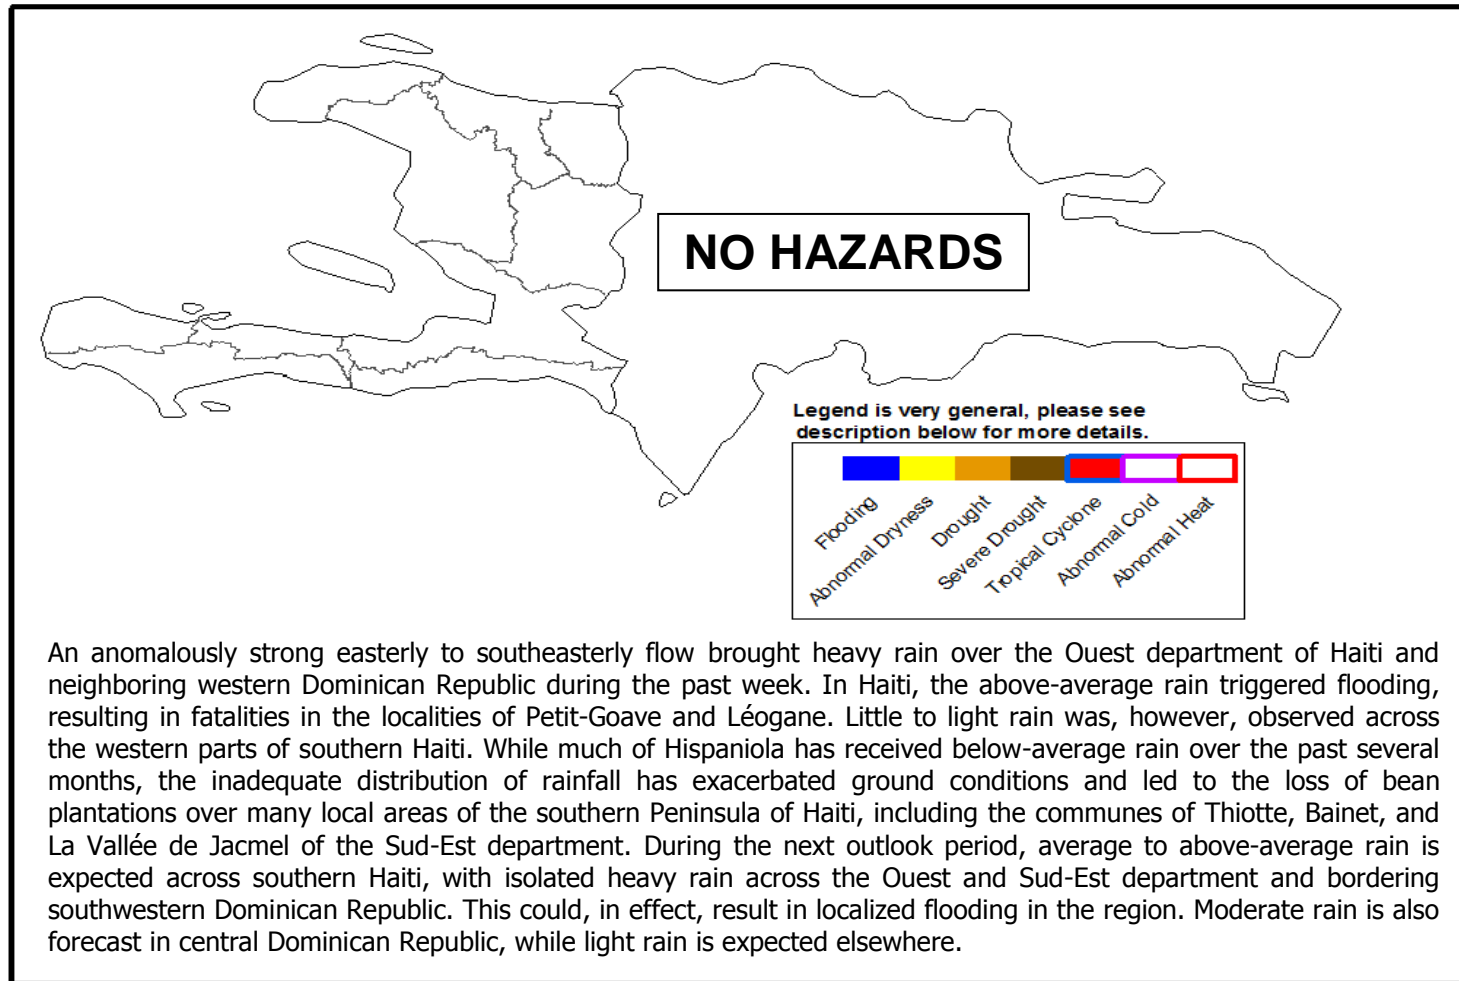 NO HAZARDS
Legend is very general, please see
description below for more details.
Flooding
Abnormal Dryness
Drought
Severe Drought
Tropical Cyclone
Abnormal Cold
Abnormal Heat
An anomalously strong easterly to southeasterly flow brought heavy rain over the Ouest department of Haiti and
neighboring western Dominican Republic during the past week. In Haiti, the above-average rain triggered flooding,
resulting in fatalities in the localities of Petit-Goave and Léogane. Little to light rain was, however, observed across
the western parts of southern Haiti. While much of Hispaniola has received below-average rain over the past several
months, the inadequate distribution of rainfall has exacerbated ground conditions and led to the loss of bean
plantations over many local areas of the southern Peninsula of Haiti, including the communes of Thiotte, Bainet, and
La Vallée de Jacmel of the Sud-Est department. During the next outlook period, average to above-average rain is
expected across southern Haiti, with isolated heavy rain across the Ouest and Sud-Est department and bordering
southwestern Dominican Republic. This could, in effect, result in localized flooding in the region. Moderate rain is also
forecast in central Dominican Republic, while light rain is expected elsewhere.